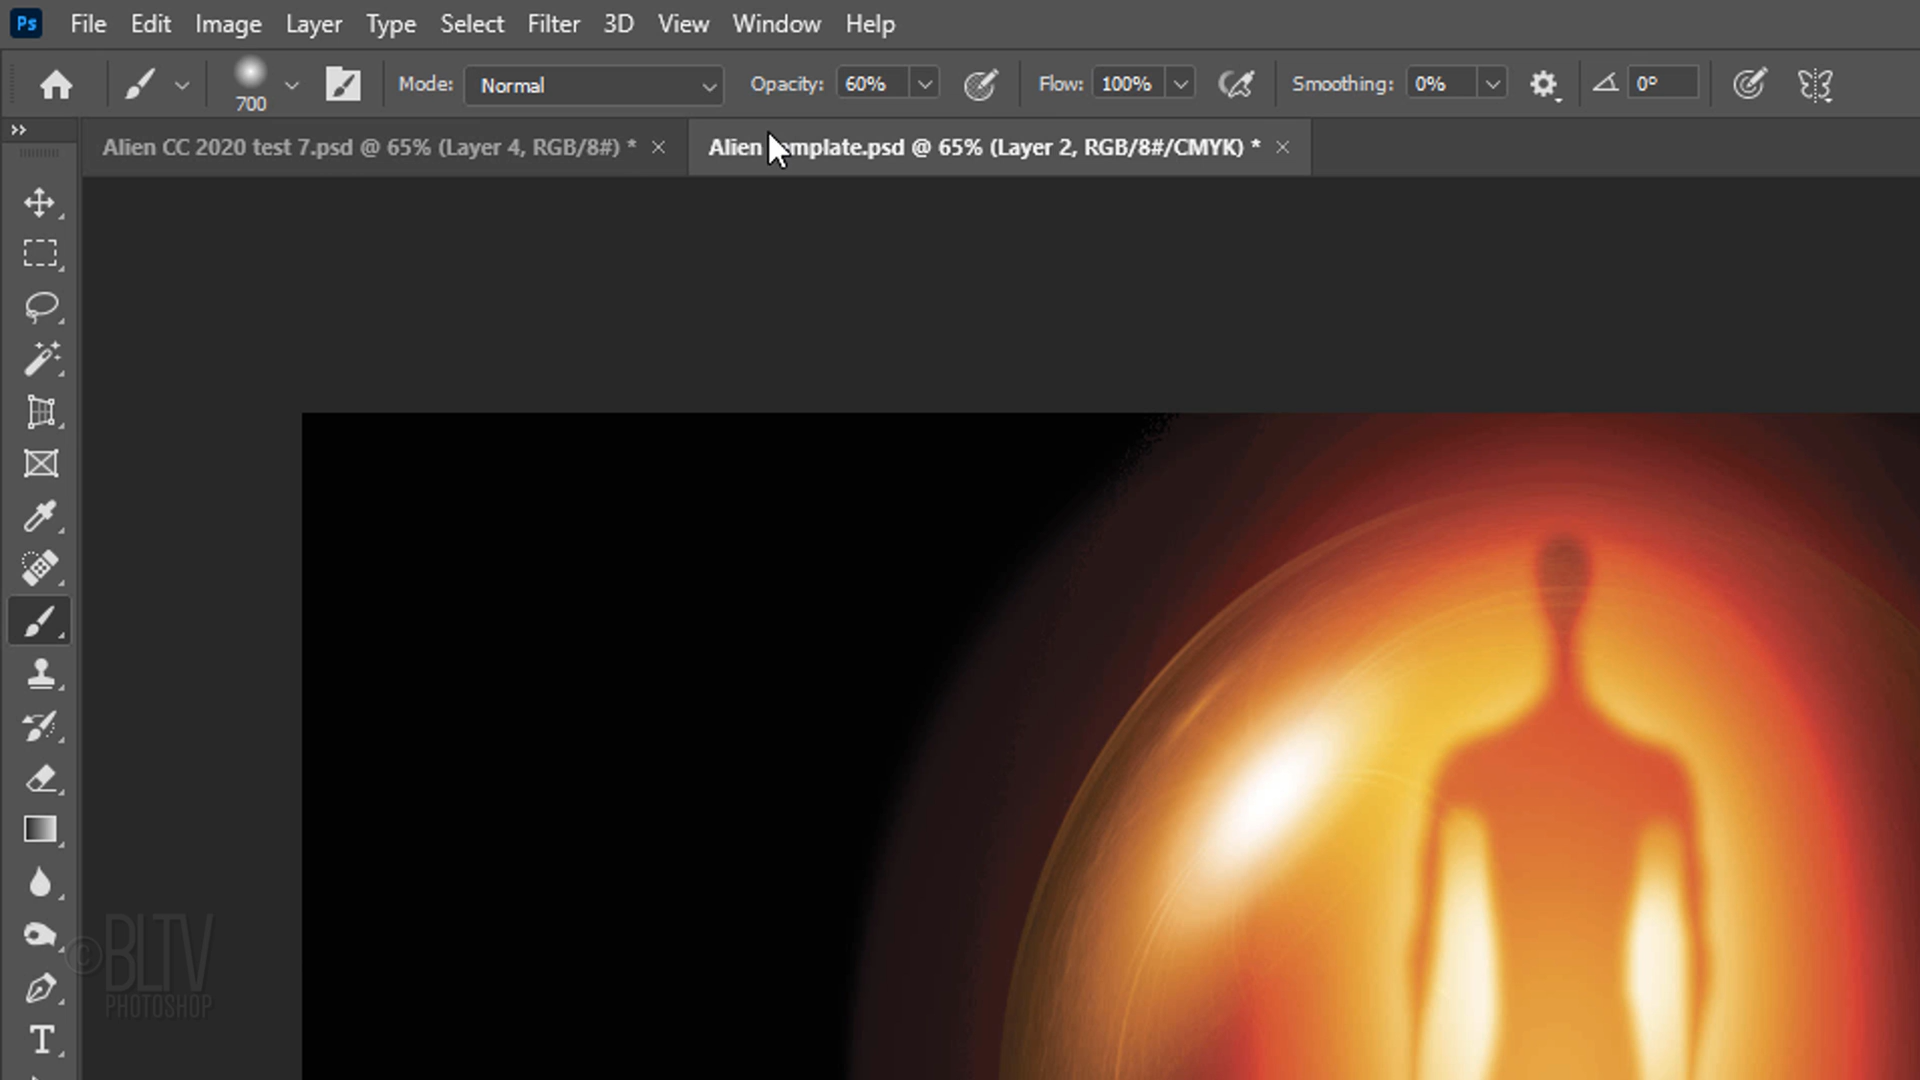 Ps File Edit Image Layer Type Select Filter 3D View Window Help
700 Mode: Normal Opacity: 60% Flow: 100% Smoothing: 0% 0°
Alien CC 2020 test 7.psd @ 65% (Layer 4, RGB/8#) * Alien emplate.psd @ 65% (Layer 2, RGB/8#/CMYK) *
©BLTV
PHOTOSHOP
T